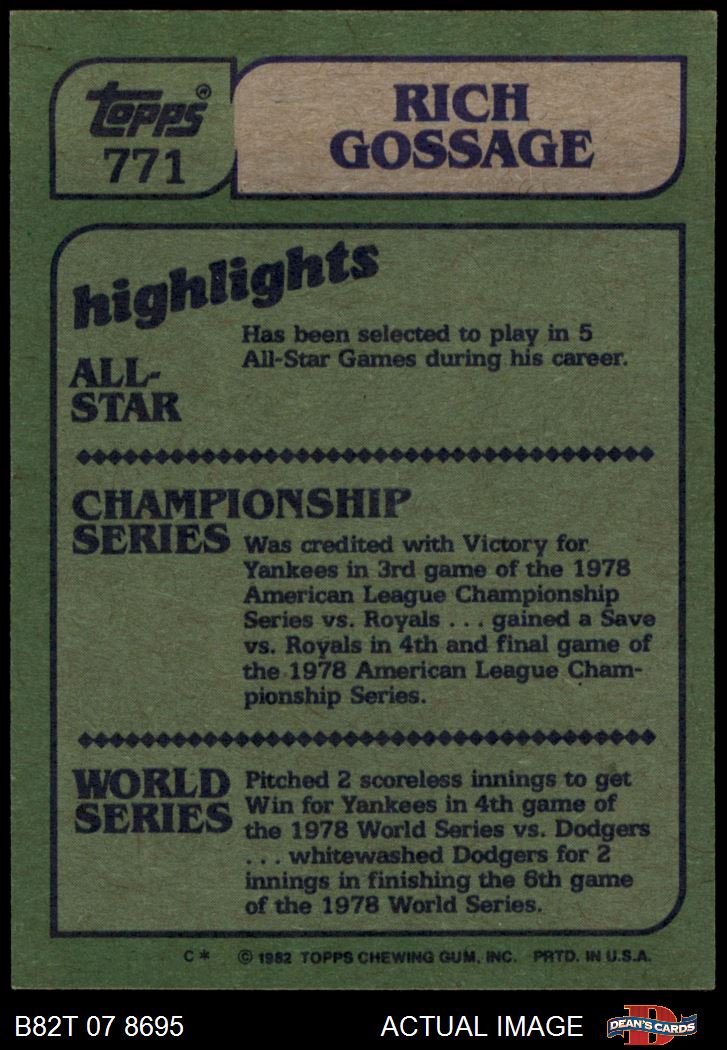 topps®
771
RICH
GOSSAGE
highlights
ALL-
STAR
Has been selected to play in 5
All-Star Games during his career.
CHAMPIONSHIP
SERIES
Was credited with Victory for
Yankees in 3rd game of the 1978
American League Championship
Series vs. Royals . . . gained a Save
vs. Royals in 4th and final game of
the 1978 American League Cham-
pionship Series.
WORLD
SERIES
Pitched 2 scoreless innings to get
Win for Yankees in 4th game of
the 1978 World Series vs. Dodgers
. . . whitewashed Dodgers for 2
innings in finishing the 6th game
of the 1978 World Series.
C* © 1982 TOPPS CHEWING GUM, INC. PRTD. IN U.S.A.
B82T 07 8695
ACTUAL IMAGE
DEAN'S CARDS